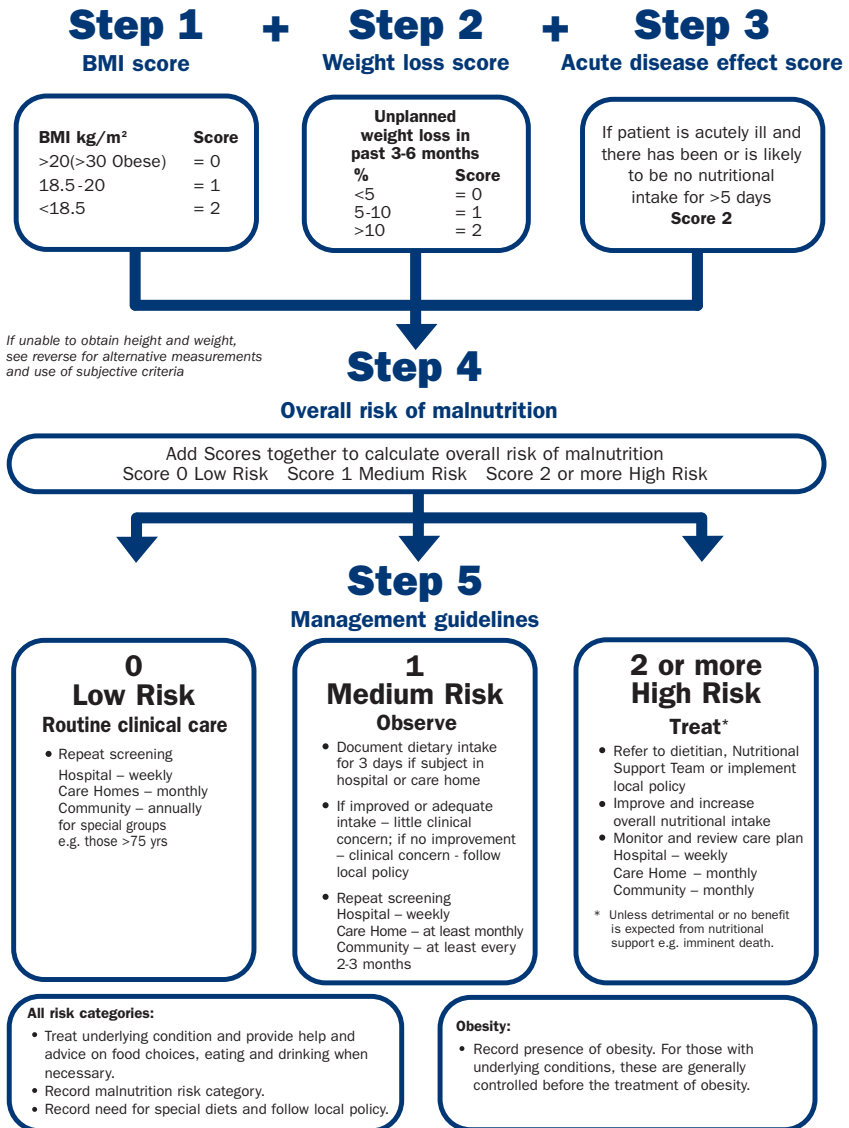 Step 1 + Step 2 + Step 3
BMI score
Weight loss score
Acute disease effect score
BMI kg/m² Score
>20(>30 Obese) = 0
18.5-20 = 1
<18.5 = 2
Unplanned
weight loss in
past 3-6 months
% Score
<5 = 0
5-10 = 1
>10 = 2
If patient is acutely ill and
there has been or is likely
to be no nutritional
intake for >5 days
Score 2
If unable to obtain height and weight,
see reverse for alternative measurements
and use of subjective criteria
Step 4
Overall risk of malnutrition
Add Scores together to calculate overall risk of malnutrition
Score 0 Low Risk Score 1 Medium Risk Score 2 or more High Risk
Step 5
Management guidelines
0
Low Risk
Routine clinical care
• Repeat screening
Hospital – weekly
Care Homes – monthly
Community – annually
for special groups
e.g. those >75 yrs
1
Medium Risk
Observe
• Document dietary intake
for 3 days if subject in
hospital or care home
• If improved or adequate
intake – little clinical
concern; if no improvement
– clinical concern - follow
local policy
• Repeat screening
Hospital – weekly
Care Home – at least monthly
Community – at least every
2-3 months
2 or more
High Risk
Treat*
• Refer to dietitian, Nutritional
Support Team or implement
local policy
• Improve and increase
overall nutritional intake
• Monitor and review care plan
Hospital – weekly
Care Home – monthly
Community – monthly
* Unless detrimental or no benefit
is expected from nutritional
support e.g. imminent death.
All risk categories:
• Treat underlying condition and provide help and
advice on food choices, eating and drinking when
necessary.
• Record malnutrition risk category.
• Record need for special diets and follow local policy.
Obesity:
• Record presence of obesity. For those with
underlying conditions, these are generally
controlled before the treatment of obesity.